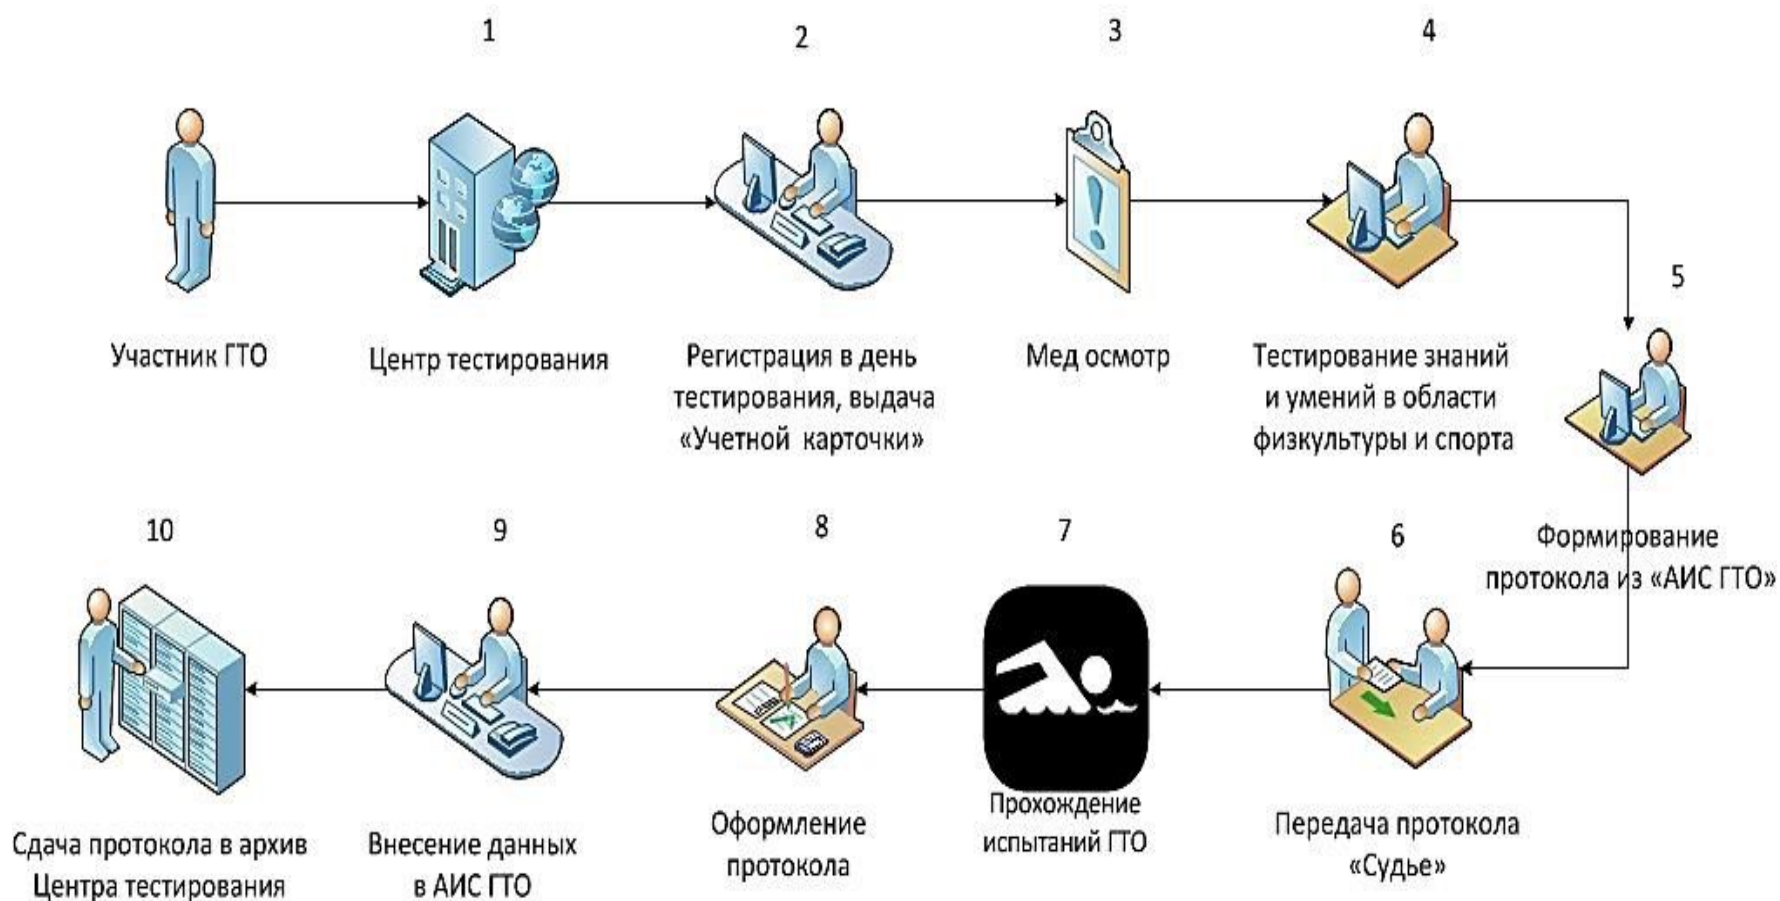 1
2
3
4
Участник ГТО
Центр тестирования
Регистрация в день
тестирования, выдача
«Учетной карточки»
Мед осмотр
Тестирование знаний
и умений в области
физкультуры и спорта
5
Формирование
протокола из «АИС ГТО»
6
Передача протокола
«Судье»
7
Прохождение
испытаний ГТО
8
Оформление
протокола
9
Внесение данных
в АИС ГТО
10
Сдача протокола в архив
Центра тестирования